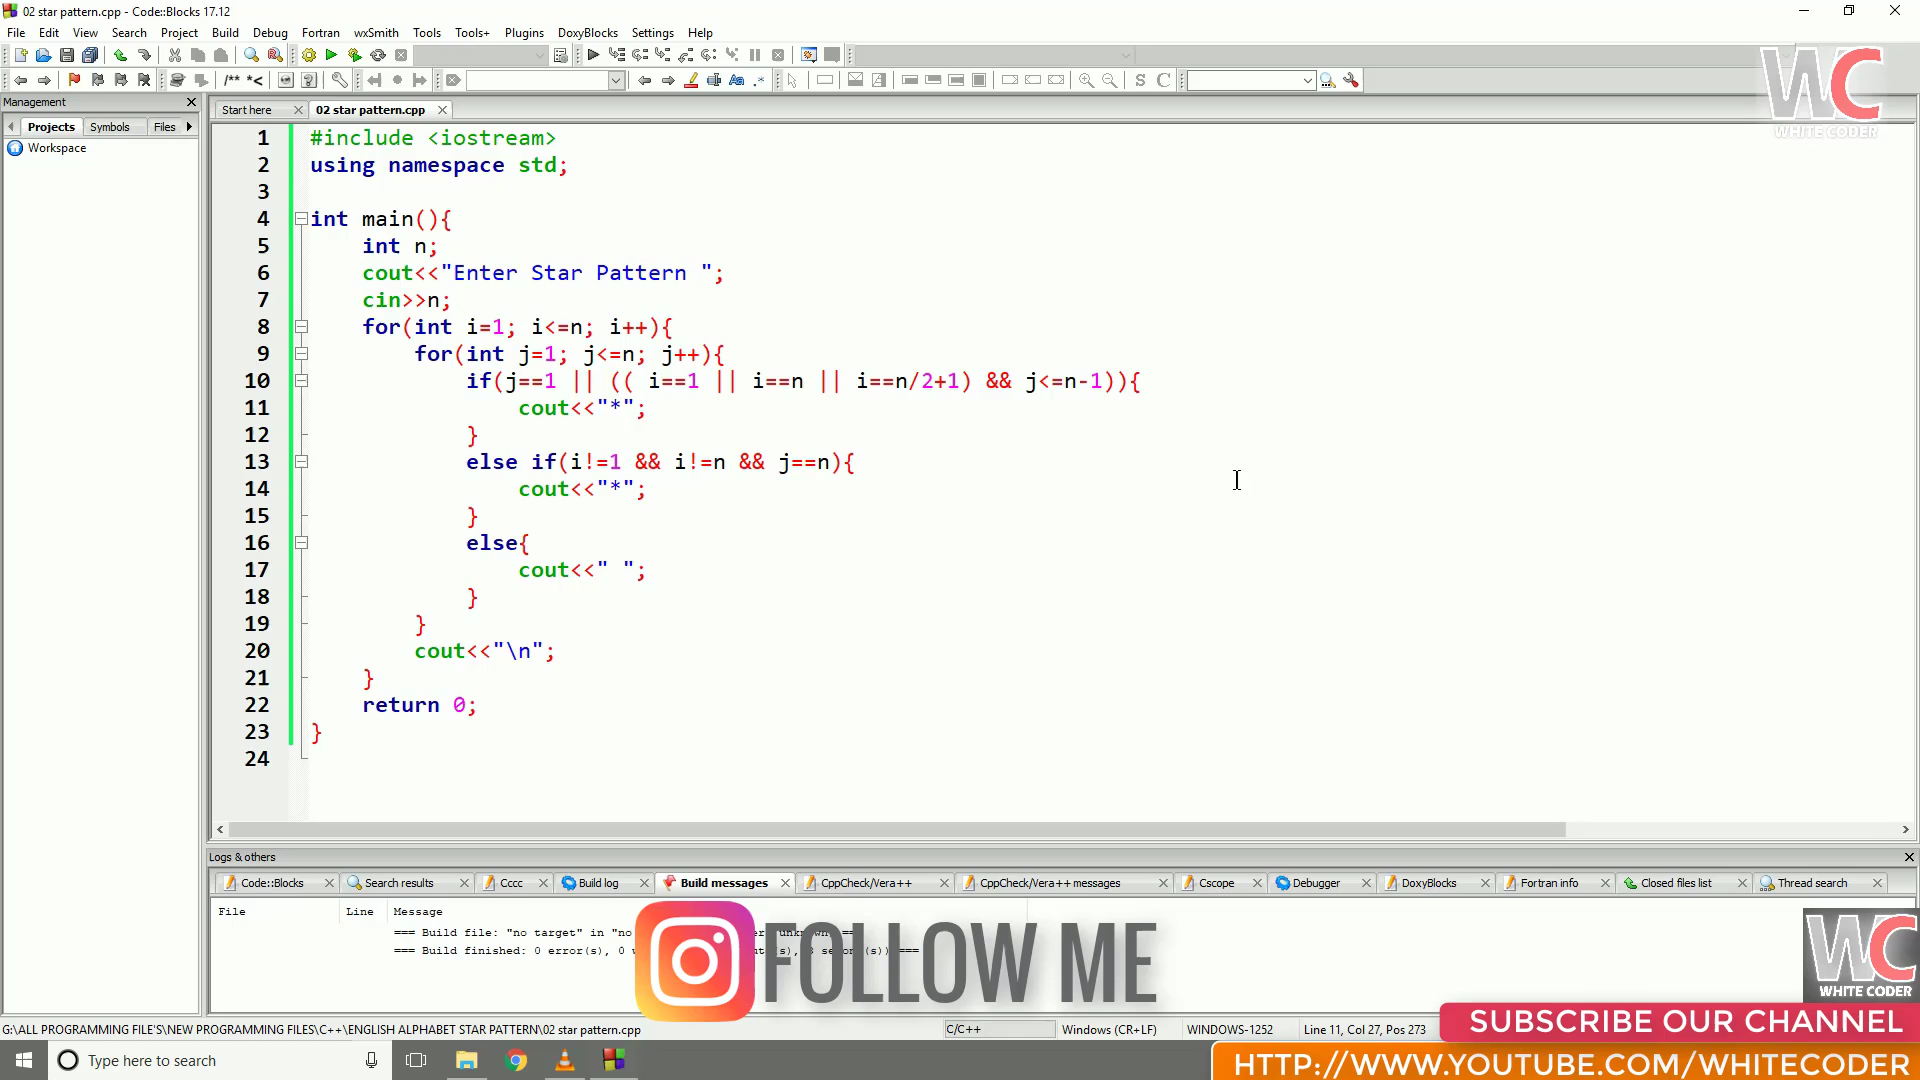 02 star pattern.cpp - Code::Blocks 17.12
File Edit View Search Project Build Debug Fortran wxSmith Tools Tools+ Plugins DoxyBlocks Settings Help
/** *<
Aa .* S C
WC
WHITE CODER
Management
Start here 02 star pattern.cpp
Projects Symbols Files
Workspace
1 #include <iostream>
2 using namespace std;
3
4 int main(){
5 int n;
6 cout<<"Enter Star Pattern ";
7 cin>>n;
8 for(int i=1; i<=n; i++){
9 for(int j=1; j<=n; j++){
10 if(j==1 || (( i==1 || i==n || i==n/2+1) && j<=n-1)){
11 cout<<"*";
12 }
13 else if(i!=1 && i!=n && j==n){
14 cout<<"*";
15 }
16 else{
17 cout<<" ";
18 }
19 }
20 cout<<"\n";
21 }
22 return 0;
23 }
24
Logs & others
Code::Blocks Search results Cccc Build log Build messages CppCheck/Vera++ CppCheck/Vera++ messages Cscope Debugger DoxyBlocks Fortran info Closed files list Thread search
File Line Message
=== Build file: "no target" in "no
=== Build finished: 0 error(s), 0
FOLLOW ME
WC
WHITE CODER
G:\ALL PROGRAMMING FILE'S\NEW PROGRAMMING FILES\C++\ENGLISH ALPHABET STAR PATTERN\02 star pattern.cpp C/C++ Windows (CR+LF) WINDOWS-1252 Line 11, Col 27, Pos 273
SUBSCRIBE OUR CHANNEL
Type here to search
HTTP://WWW.YOUTUBE.COM/WHITECODER